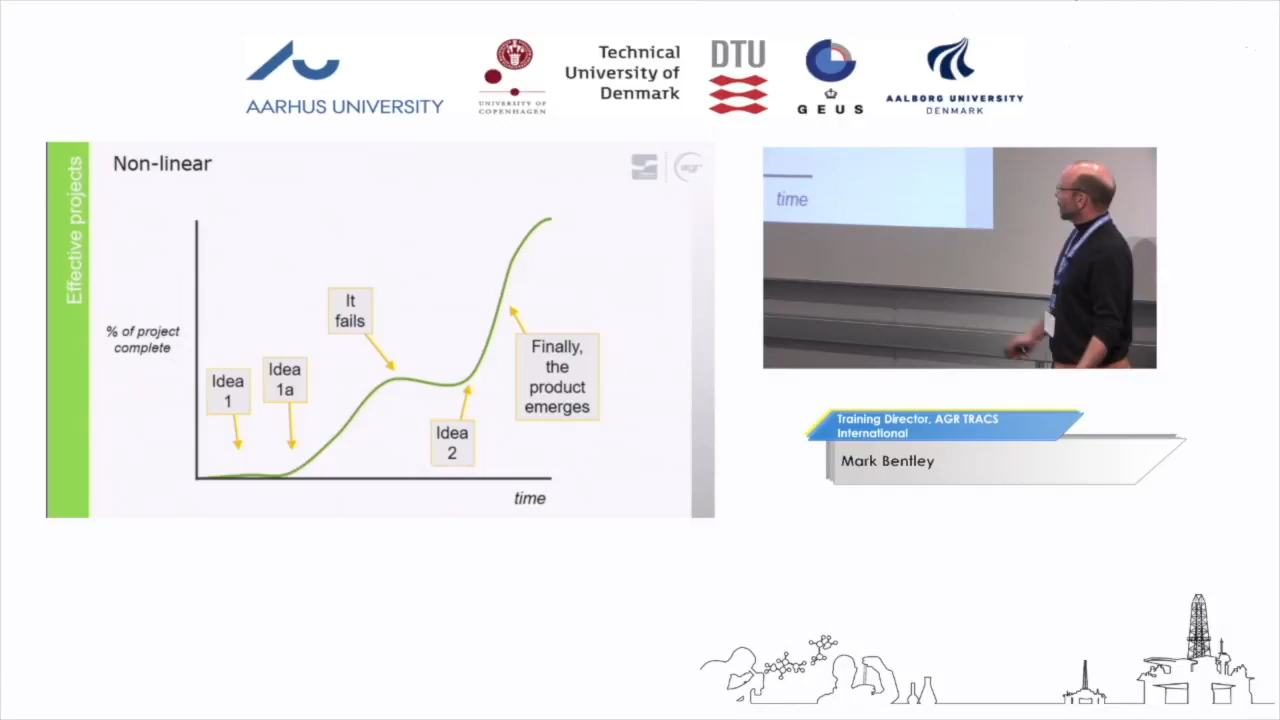 AARHUS UNIVERSITY
UNIVERSITY OF
COPENHAGEN
Technical
University of
Denmark
DTU
GEUS
AALBORG UNIVERSITY
DENMARK
Effective projects
Non-linear
agr
% of project
complete
Idea
1
Idea
1a
It
fails
Idea
2
Finally,
the
product
emerges
time
time
Training Director, AGR TRACS
International
Mark Bentley